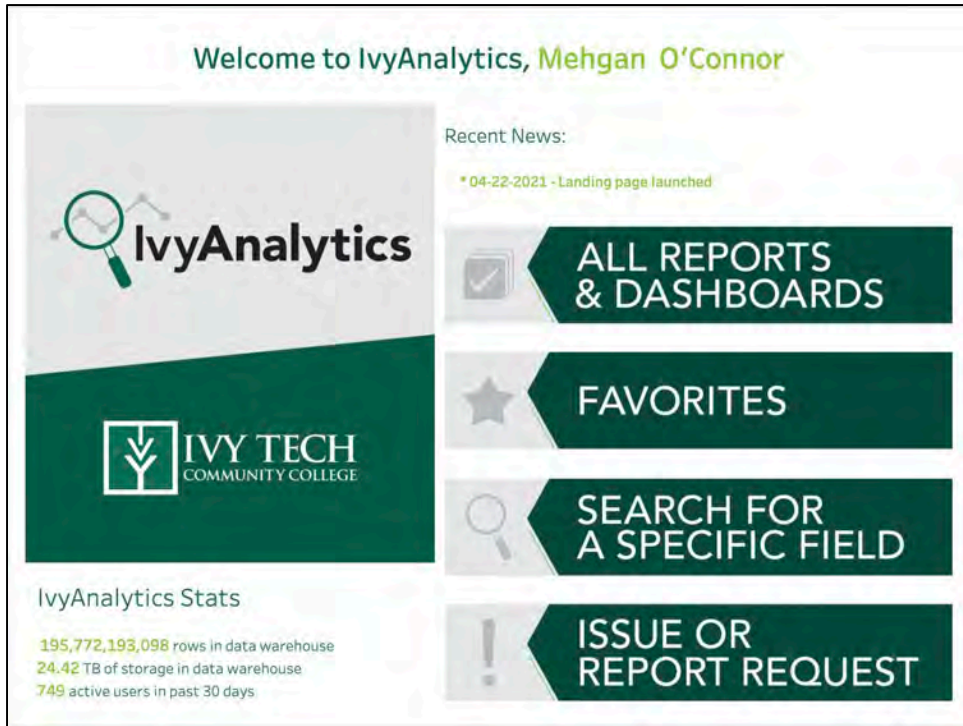 Welcome to IvyAnalytics, Mehgan O'Connor
IvyAnalytics
IVY TECH
COMMUNITY COLLEGE
IvyAnalytics Stats
195,772,193,098 rows in data warehouse
24.42 TB of storage in data warehouse
749 active users in past 30 days
Recent News:
* 04-22-2021 - Landing page launched
ALL REPORTS
& DASHBOARDS
FAVORITES
SEARCH FOR
A SPECIFIC FIELD
! ISSUE OR
REPORT REQUEST